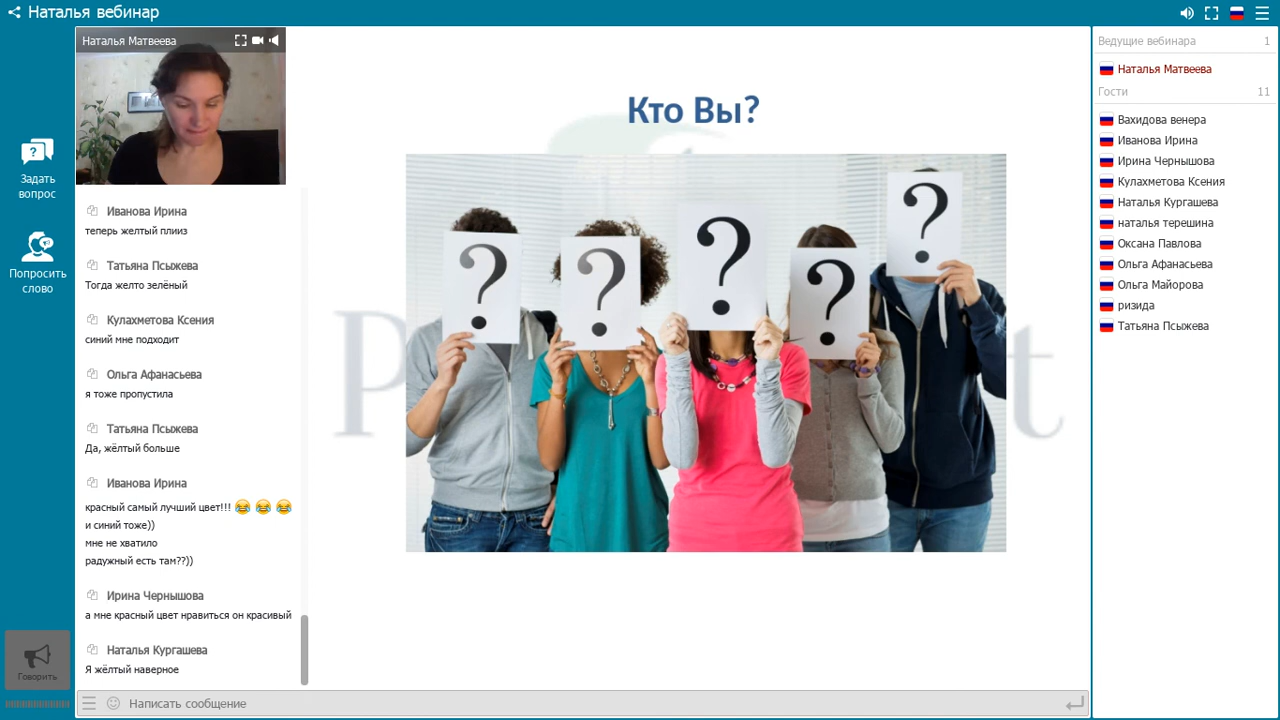 Наталья вебинар
Наталья Матвеева
Задать
вопрос
Попросить
слово
Говорить
Иванова Ирина
теперь желтый плииз
Татьяна Псыжева
Тогда желто зелёный
Кулахметова Ксения
синий мне подходит
Ольга Афанасьева
я тоже пропустила
Татьяна Псыжева
Да, жёлтый больше
Иванова Ирина
красный самый лучший цвет!!! 😂 😂 😂
и синий тоже))
мне не хватило
радужный есть там??))
Ирина Чернышова
а мне красный цвет нравиться он красивый
Наталья Кургашева
Я жёлтый наверное
Написать сообщение
Кто Вы?
?
?
?
?
?
P
t
Ведущие вебинара 1
Наталья Матвеева
Гости 11
Вахидова венера
Иванова Ирина
Ирина Чернышова
Кулахметова Ксения
Наталья Кургашева
наталья терешина
Оксана Павлова
Ольга Афанасьева
Ольга Майорова
ризида
Татьяна Псыжева